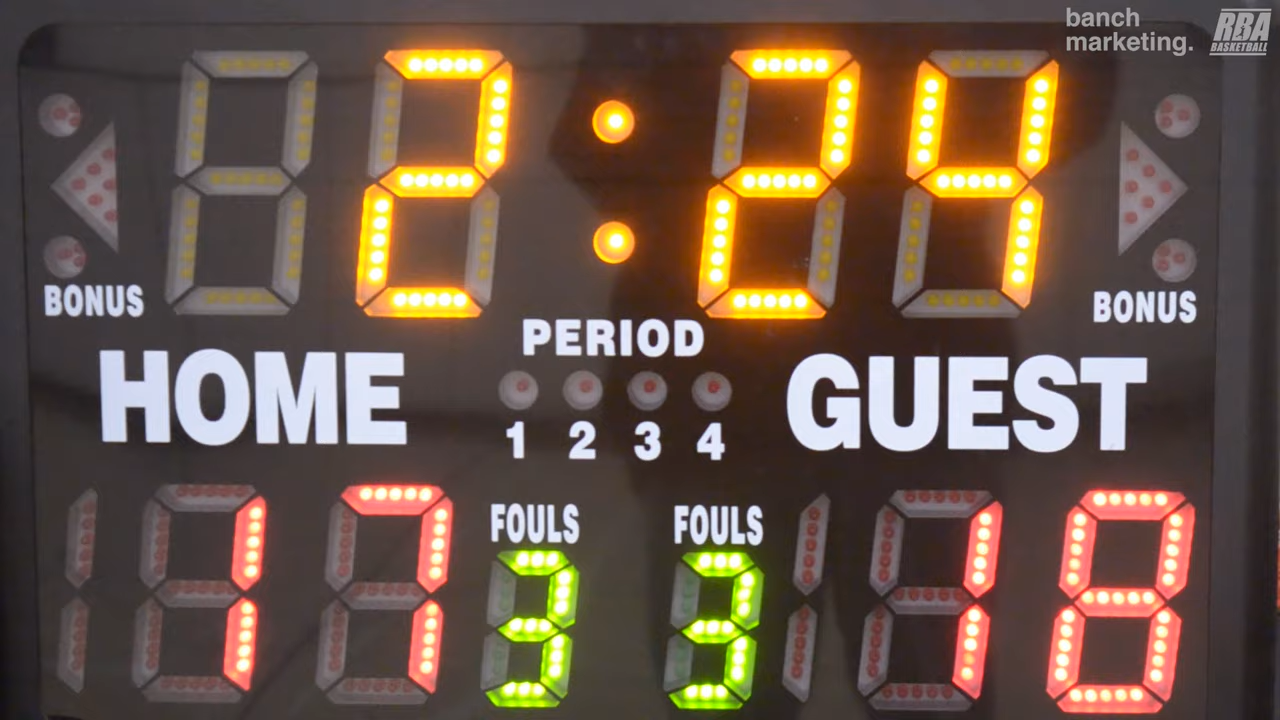 banch
marketing.
RBA
BASKETBALL
2:24
BONUS
BONUS
PERIOD
HOME
GUEST
1 2 3 4
FOULS
FOULS
17
3
3
18